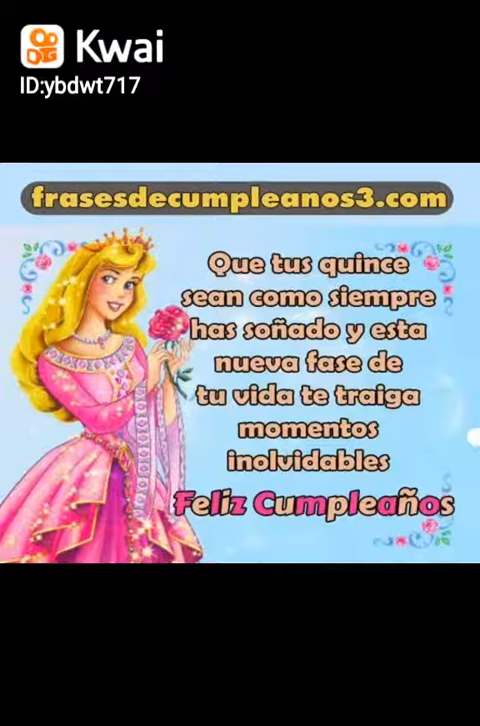 Kwai
ID:ybdwt717
frasesdecumpleanos3.com
Que tus quince
sean como siempre
has soñado y esta
nueva fase de
tu vida te traiga
momentos
inolvidables
Feliz Cumpleaños